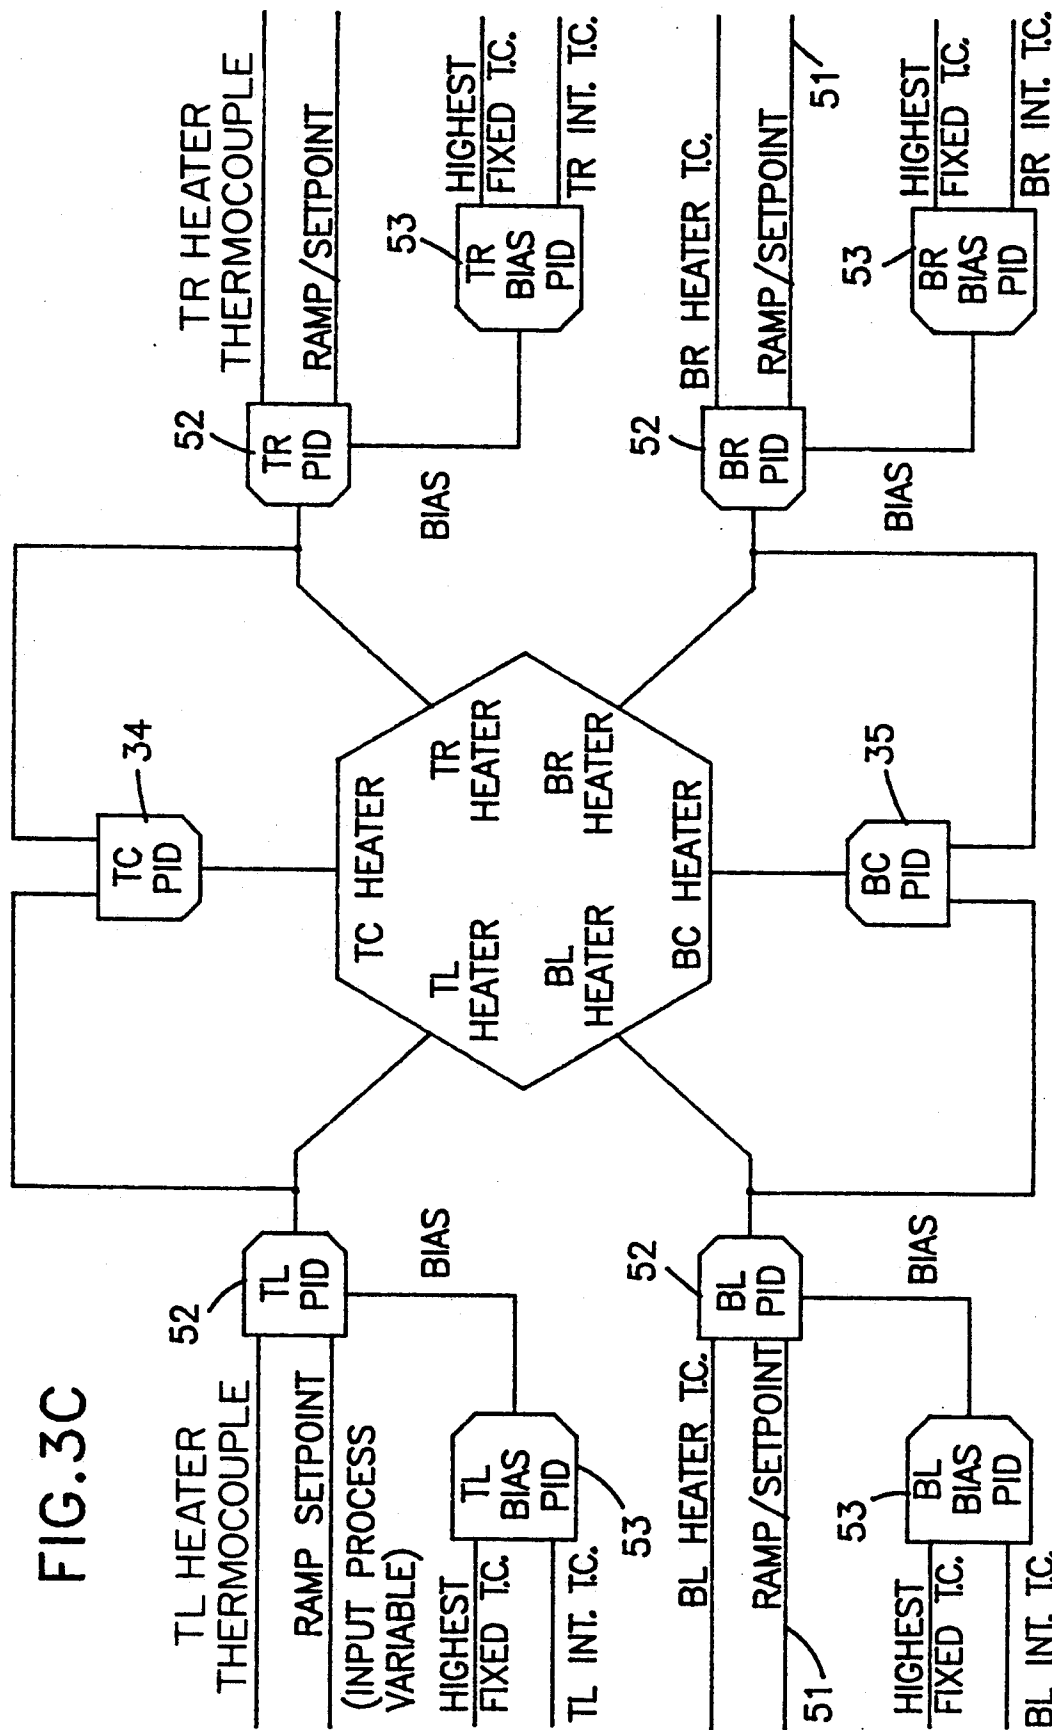 FIG.3C
TL HEATER
THERMOCOUPLE
RAMP SETPOINT
(INPUT PROCESS
VARIABLE)
52
TL
PID
BIAS
HIGHEST
FIXED T.C.
TL INT. T.C.
TL
BIAS
PID
53
TC
PID
34
TR HEATER
THERMOCOUPLE
RAMP/SETPOINT
52
TR
PID
BIAS
53
TR
BIAS
PID
HIGHEST
FIXED T.C.
TR INT. T.C.
TC HEATER
TL
HEATER
TR
HEATER
BL
HEATER
BR
HEATER
BC HEATER
BL HEATER T.C.
RAMP/SETPOINT
51
52
BL
PID
BIAS
53
BL
BIAS
PID
HIGHEST
FIXED T.C.
BL INT. T.C.
BC
PID
35
BR HEATER T.C.
RAMP/SETPOINT
51
52
BR
PID
BIAS
53
BR
BIAS
PID
HIGHEST
FIXED T.C.
BR INT. T.C.